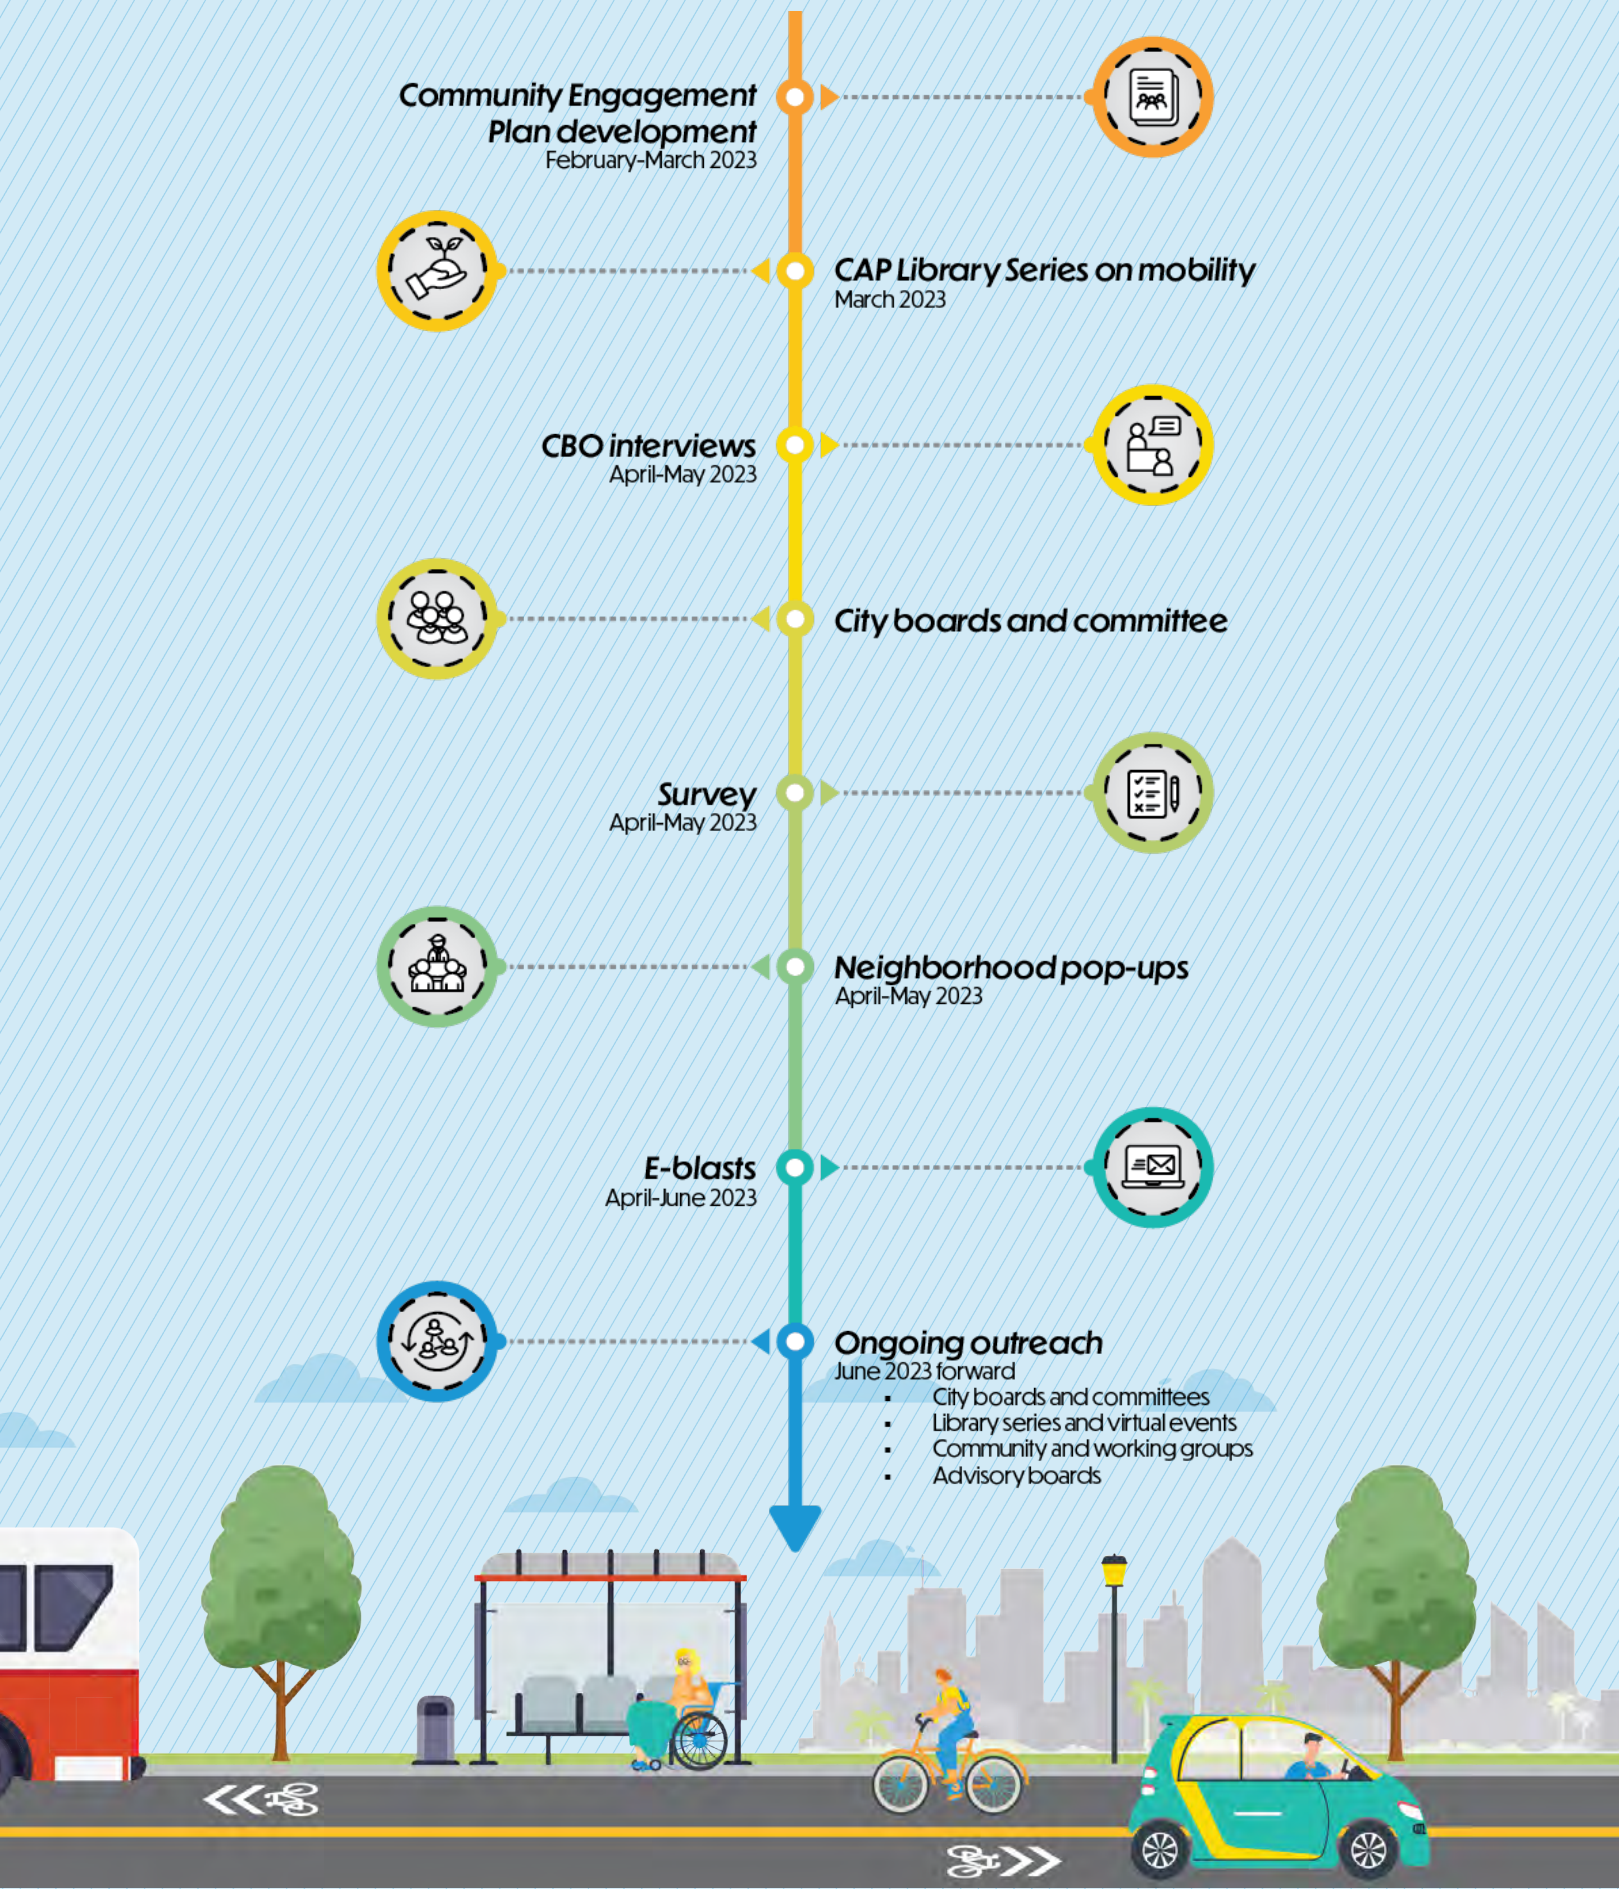 Community Engagement
Plan development
February-March 2023
CAP Library Series on mobility
March 2023
CBO interviews
April-May 2023
City boards and committee
Survey
April-May 2023
Neighborhood pop-ups
April-May 2023
E-blasts
April-June 2023
Ongoing outreach
June 2023 forward
▪ City boards and committees
▪ Library series and virtual events
▪ Community and working groups
▪ Advisory boards